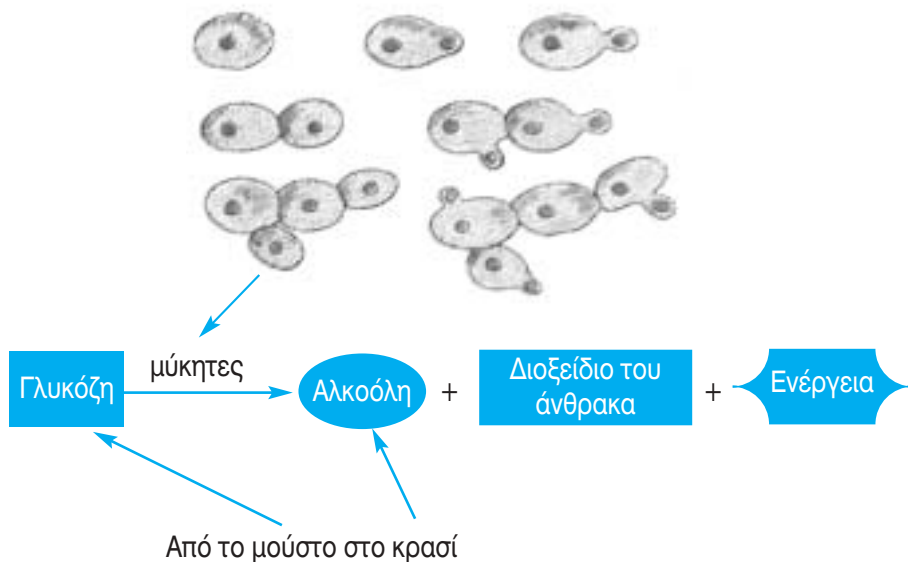 μύκητες
Γλυκόζη
Αλκοόλη
+
Διοξείδιο του
άνθρακα
+
Ενέργεια
Από το μούστο στο κρασί